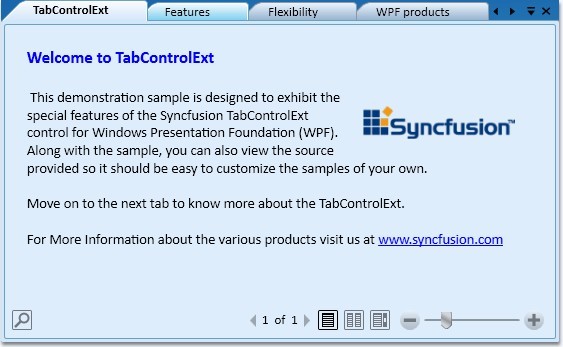 TabControlExt Features Flexibility WPF products
Welcome to TabControlExt
This demonstration sample is designed to exhibit the
special features of the Syncfusion TabControlExt
control for Windows Presentation Foundation (WPF).
Along with the sample, you can also view the source
provided so it should be easy to customize the samples of your own.
Syncfusion™
Move on to the next tab to know more about the TabControlExt.
For More Information about the various products visit us at www.syncfusion.com
1 of 1